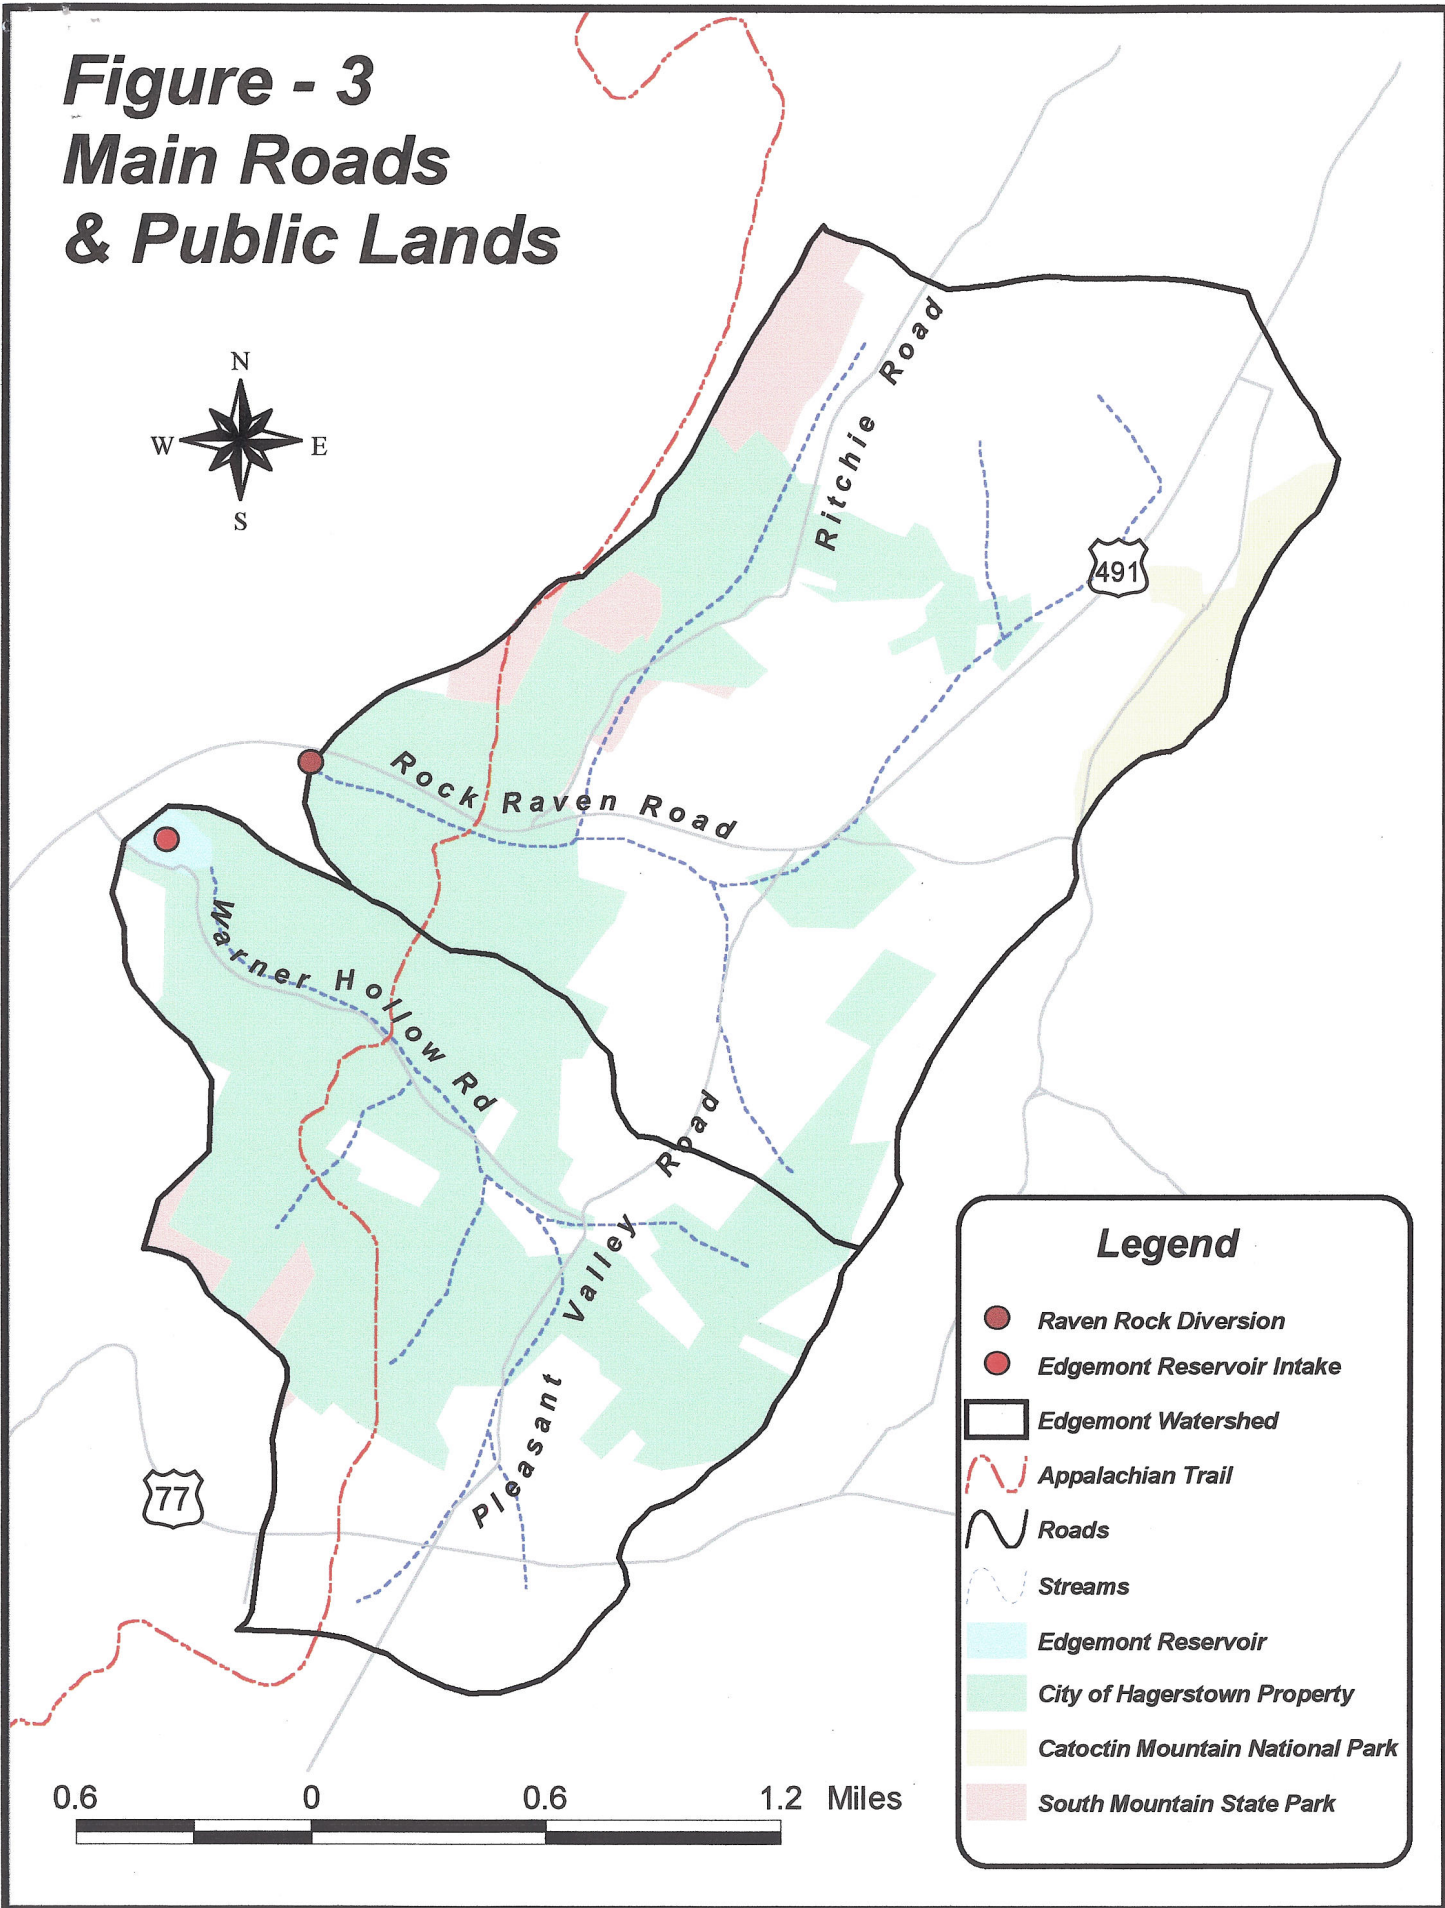 Figure - 3
Main Roads
& Public Lands
N
W E
S
Ritchie Road
491
Rock Raven Road
Warner Hollow Rd
Pleasant Valley Road
77
Legend
Raven Rock Diversion
Edgemont Reservoir Intake
Edgemont Watershed
Appalachian Trail
Roads
Streams
Edgemont Reservoir
City of Hagerstown Property
Catoctin Mountain National Park
South Mountain State Park
0.6 0 0.6 1.2 Miles